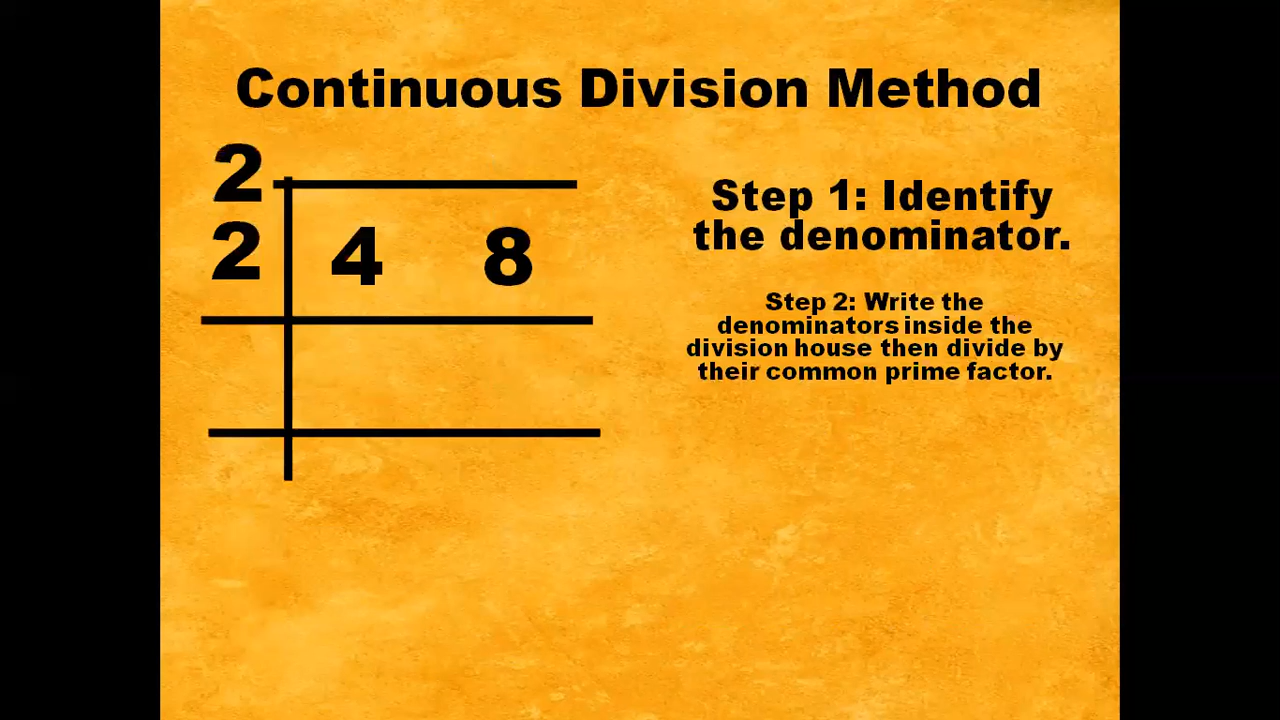 Continuous Division Method
2
2 4 8
Step 1: Identify
the denominator.
Step 2: Write the
denominators inside the
division house then divide by
their common prime factor.